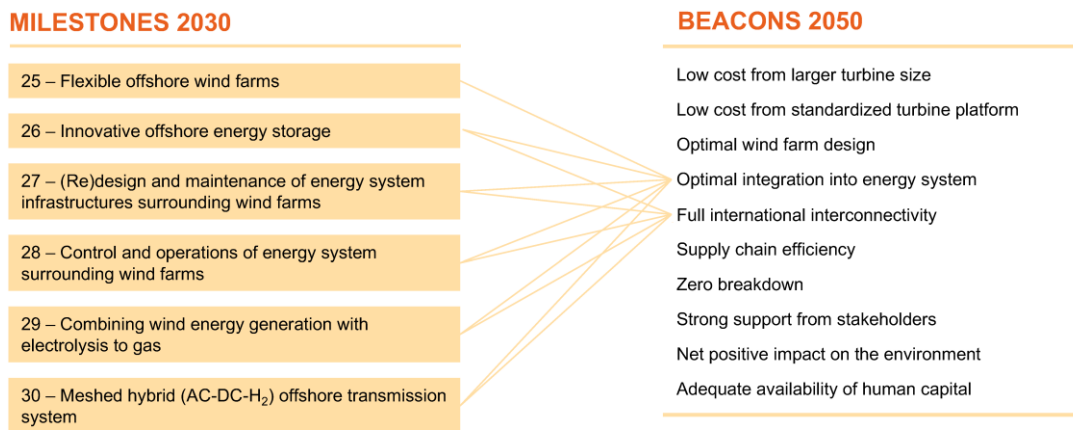 MILESTONES 2030
25 – Flexible offshore wind farms
26 – Innovative offshore energy storage
27 – (Re)design and maintenance of energy system
infrastructures surrounding wind farms
28 – Control and operations of energy system
surrounding wind farms
29 – Combining wind energy generation with
electrolysis to gas
30 – Meshed hybrid (AC-DC-H₂) offshore transmission
system
BEACONS 2050
Low cost from larger turbine size
Low cost from standardized turbine platform
Optimal wind farm design
Optimal integration into energy system
Full international interconnectivity
Supply chain efficiency
Zero breakdown
Strong support from stakeholders
Net positive impact on the environment
Adequate availability of human capital